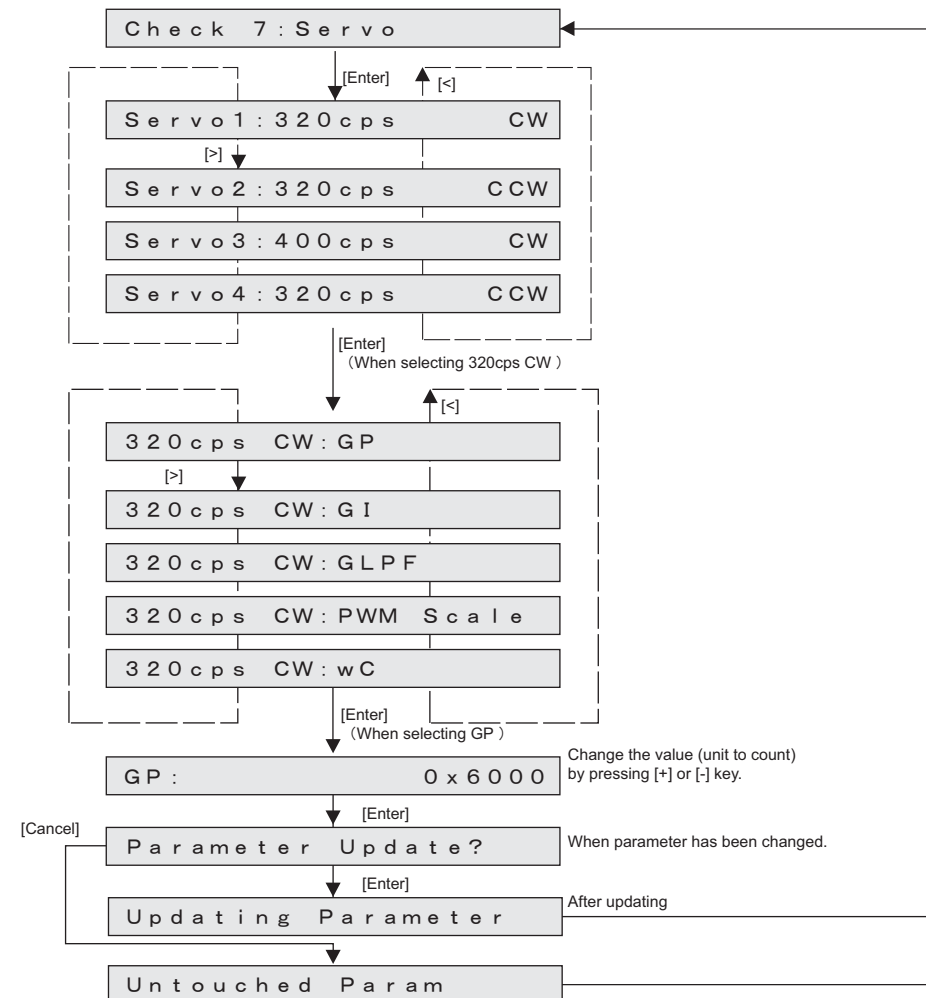 Check 7:Servo
[Enter]
[<]
Servo1:320cps CW
[>]
Servo2:320cps CCW
Servo3:400cps CW
Servo4:320cps CCW
[Enter]
(When selecting 320cps CW )
[<]
320cps CW:GP
[>]
320cps CW:GI
320cps CW:GLPF
320cps CW:PWM Scale
320cps CW:wC
[Enter]
(When selecting GP )
GP: 0x6000
Change the value (unit to count)
by pressing [+] or [-] key.
[Enter]
[Cancel]
Parameter Update?
When parameter has been changed.
[Enter]
Updating Parameter
After updating
Untouched Param